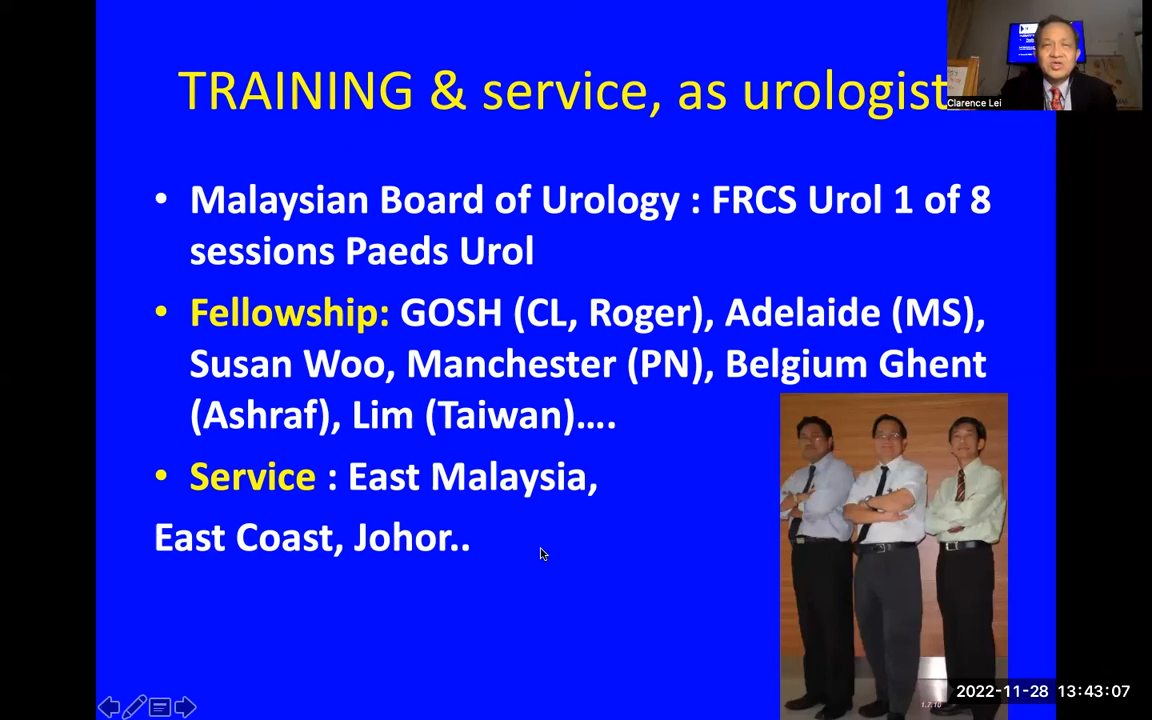 TRAINING & service, as urologist
Clarence Lei
• Malaysian Board of Urology : FRCS Urol 1 of 8
sessions Paeds Urol
• Fellowship: GOSH (CL, Roger), Adelaide (MS),
Susan Woo, Manchester (PN), Belgium Ghent
(Ashraf), Lim (Taiwan)....
• Service : East Malaysia,
East Coast, Johor..
2022-11-28 13:43:07